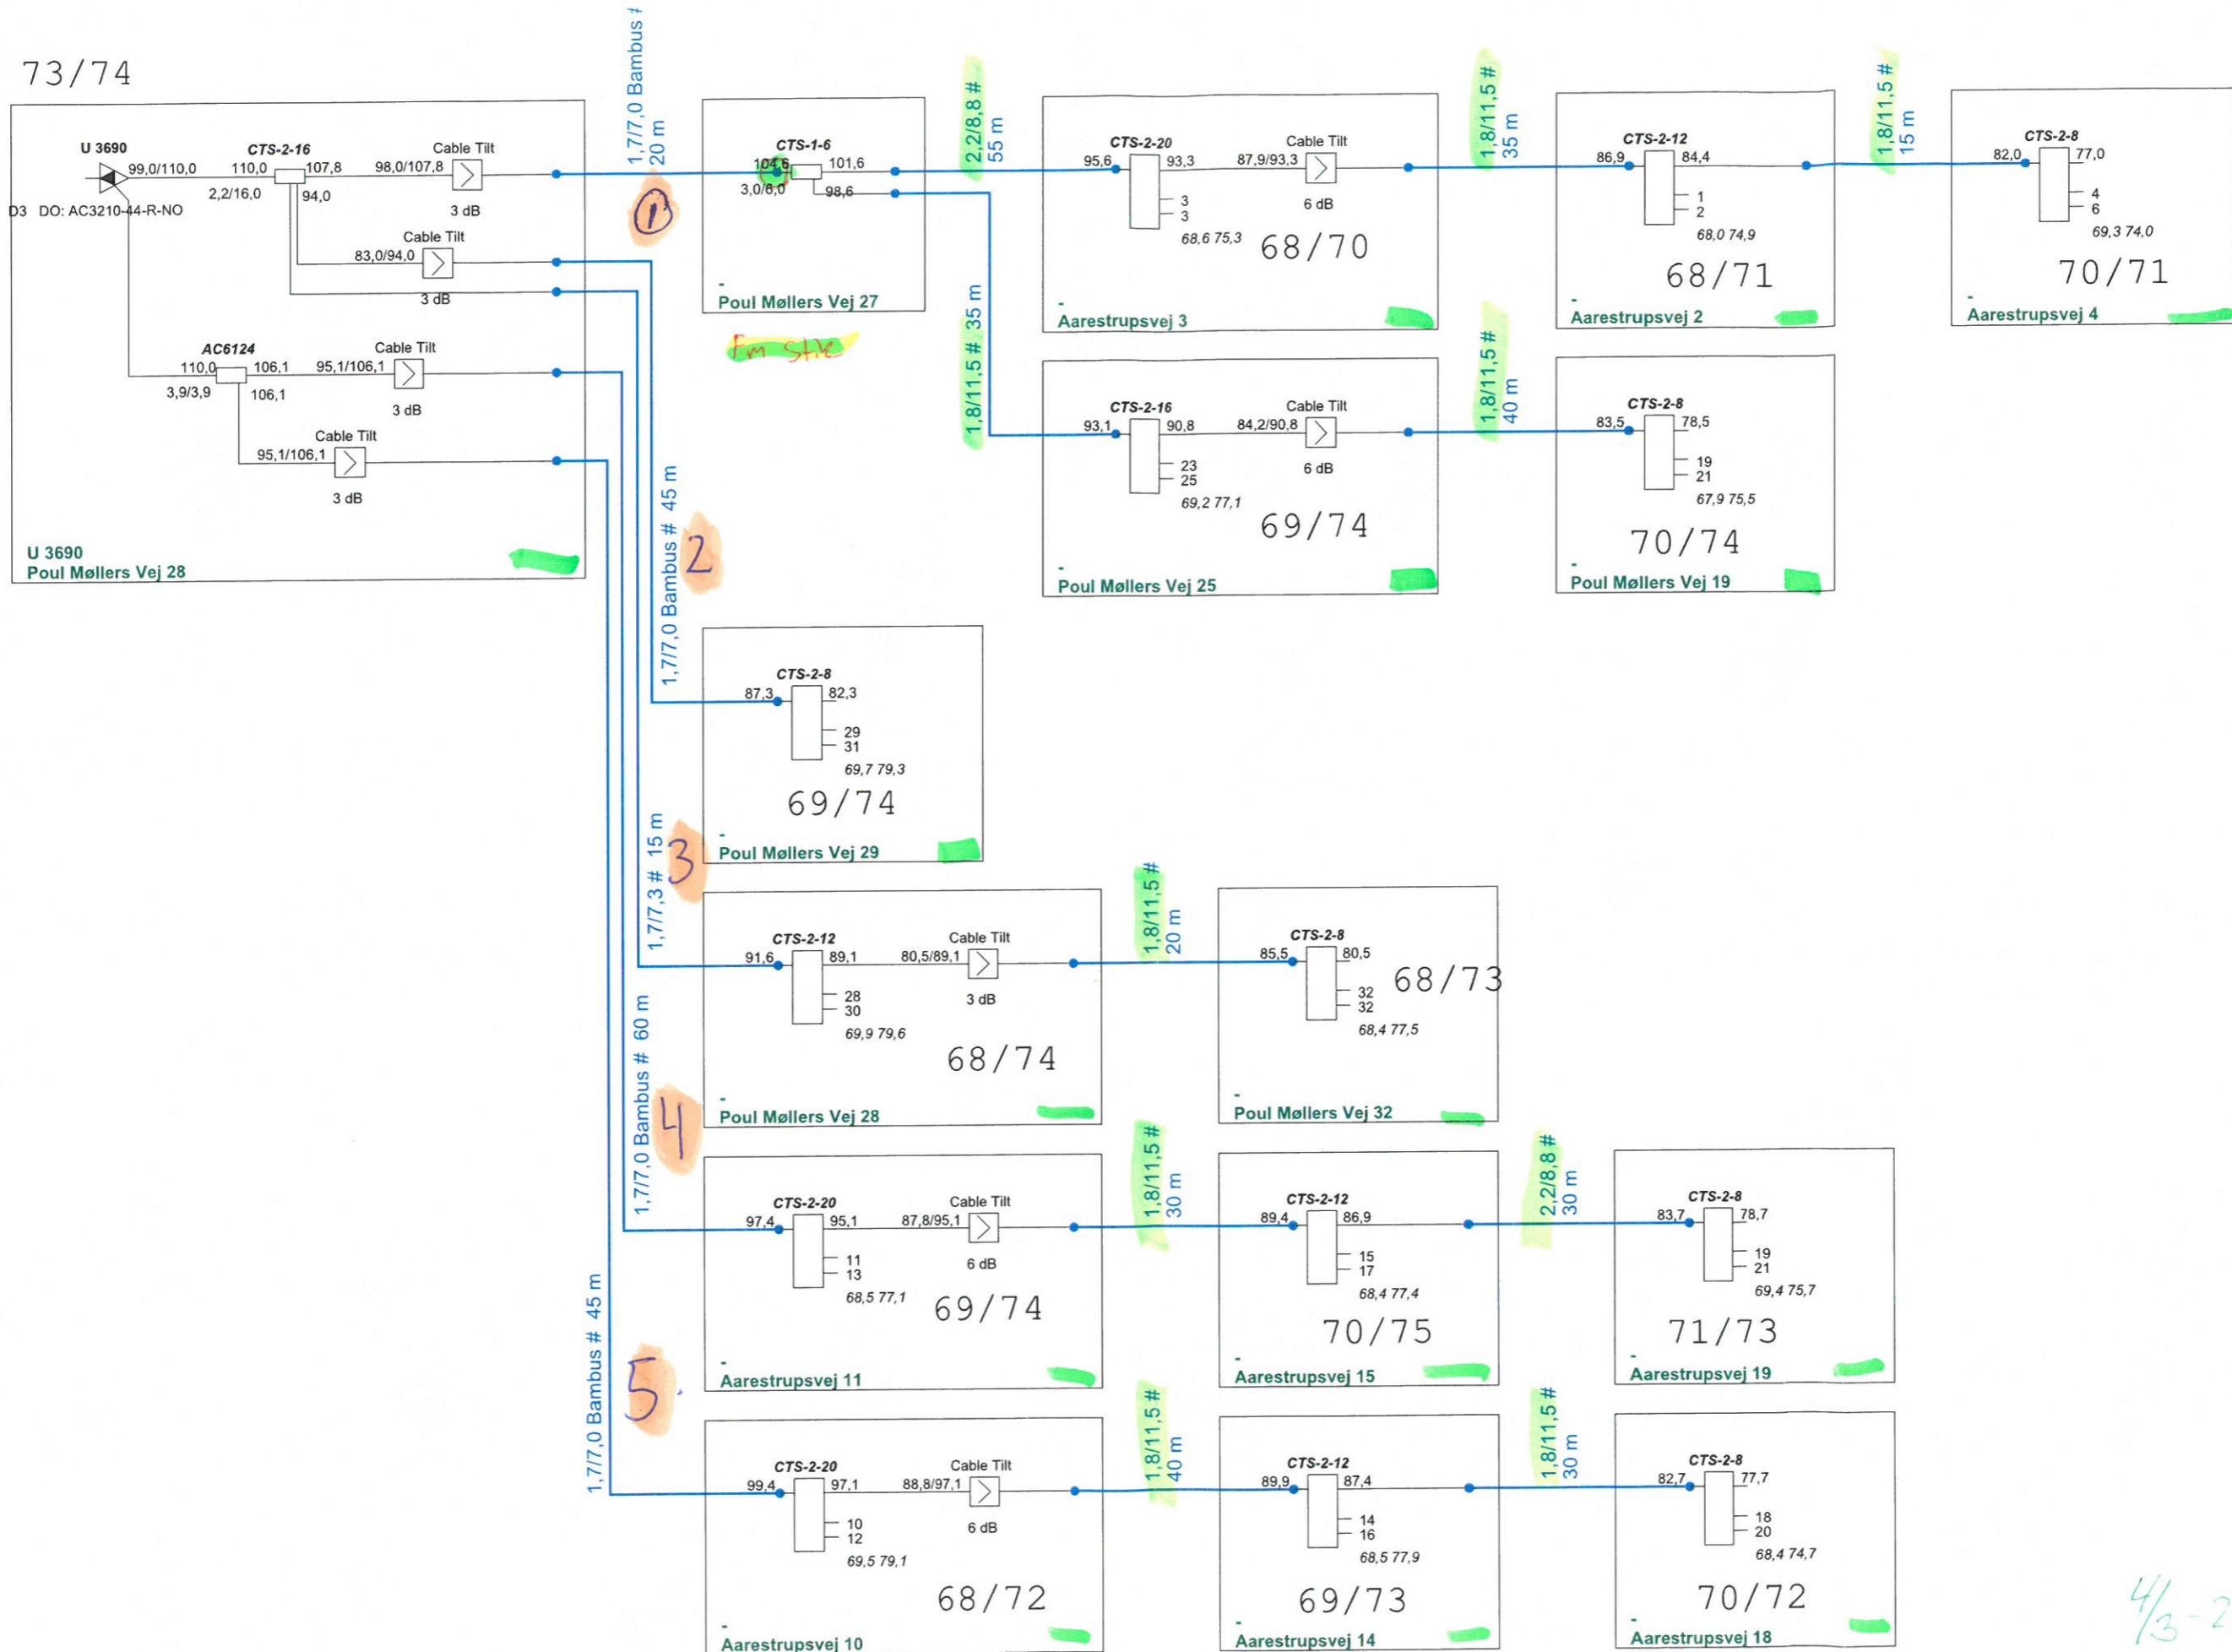 73/74
U 3690
99,0/110,0
D3 DO: AC3210-44-R-NO
CTS-2-16
110,0
107,8
2,2/16,0
94,0
98,0/107,8
Cable Tilt
3 dB
83,0/94,0
Cable Tilt
3 dB
AC6124
110,0
106,1
3,9/3,9
106,1
95,1/106,1
Cable Tilt
3 dB
95,1/106,1
Cable Tilt
3 dB
U 3690
Poul Møllers Vej 28
1,7/7,0 Bambus #
20 m
1
CTS-1-6
104,6
101,6
3,0/6,0
98,6
-
Poul Møllers Vej 27
2,2/8,8 #
55 m
CTS-2-20
95,6
93,3
3
3
68,6 75,3
87,9/93,3
Cable Tilt
6 dB
68/70
-
Aarestrupsvej 3
1,8/11,5 #
35 m
CTS-2-12
86,9
84,4
1
2
68,0 74,9
68/71
-
Aarestrupsvej 2
1,8/11,5 #
15 m
CTS-2-8
82,0
77,0
4
6
69,3 74,0
70/71
-
Aarestrupsvej 4
1,8/11,5 # 35 m
CTS-2-16
93,1
90,8
23
25
69,2 77,1
84,2/90,8
Cable Tilt
6 dB
69/74
-
Poul Møllers Vej 25
1,8/11,5 #
40 m
CTS-2-8
83,5
78,5
19
21
67,9 75,5
70/74
-
Poul Møllers Vej 19
1,7/7,0 Bambus # 45 m
2
CTS-2-8
87,3
82,3
29
31
69,7 79,3
69/74
-
Poul Møllers Vej 29
1,7/7,3 # 15 m
3
CTS-2-12
91,6
89,1
28
30
69,9 79,6
80,5/89,1
Cable Tilt
3 dB
68/74
-
Poul Møllers Vej 28
1,8/11,5 #
20 m
CTS-2-8
85,5
80,5
32
32
68,4 77,5
68/73
-
Poul Møllers Vej 32
1,7/7,0 Bambus # 60 m
4
CTS-2-20
97,4
95,1
11
13
68,5 77,1
87,8/95,1
Cable Tilt
6 dB
69/74
-
Aarestrupsvej 11
1,8/11,5 #
30 m
CTS-2-12
89,4
86,9
15
17
68,4 77,4
70/75
-
Aarestrupsvej 15
2,2/8,8 #
30 m
CTS-2-8
83,7
78,7
19
21
69,4 75,7
71/73
-
Aarestrupsvej 19
1,7/7,0 Bambus # 45 m
5
CTS-2-20
99,4
97,1
10
12
69,5 79,1
88,8/97,1
Cable Tilt
6 dB
68/72
-
Aarestrupsvej 10
1,8/11,5 #
40 m
CTS-2-12
89,9
87,4
14
16
68,5 77,9
69/73
-
Aarestrupsvej 14
1,8/11,5 #
30 m
CTS-2-8
82,7
77,7
18
20
68,4 74,7
70/72
-
Aarestrupsvej 18
4/3-2